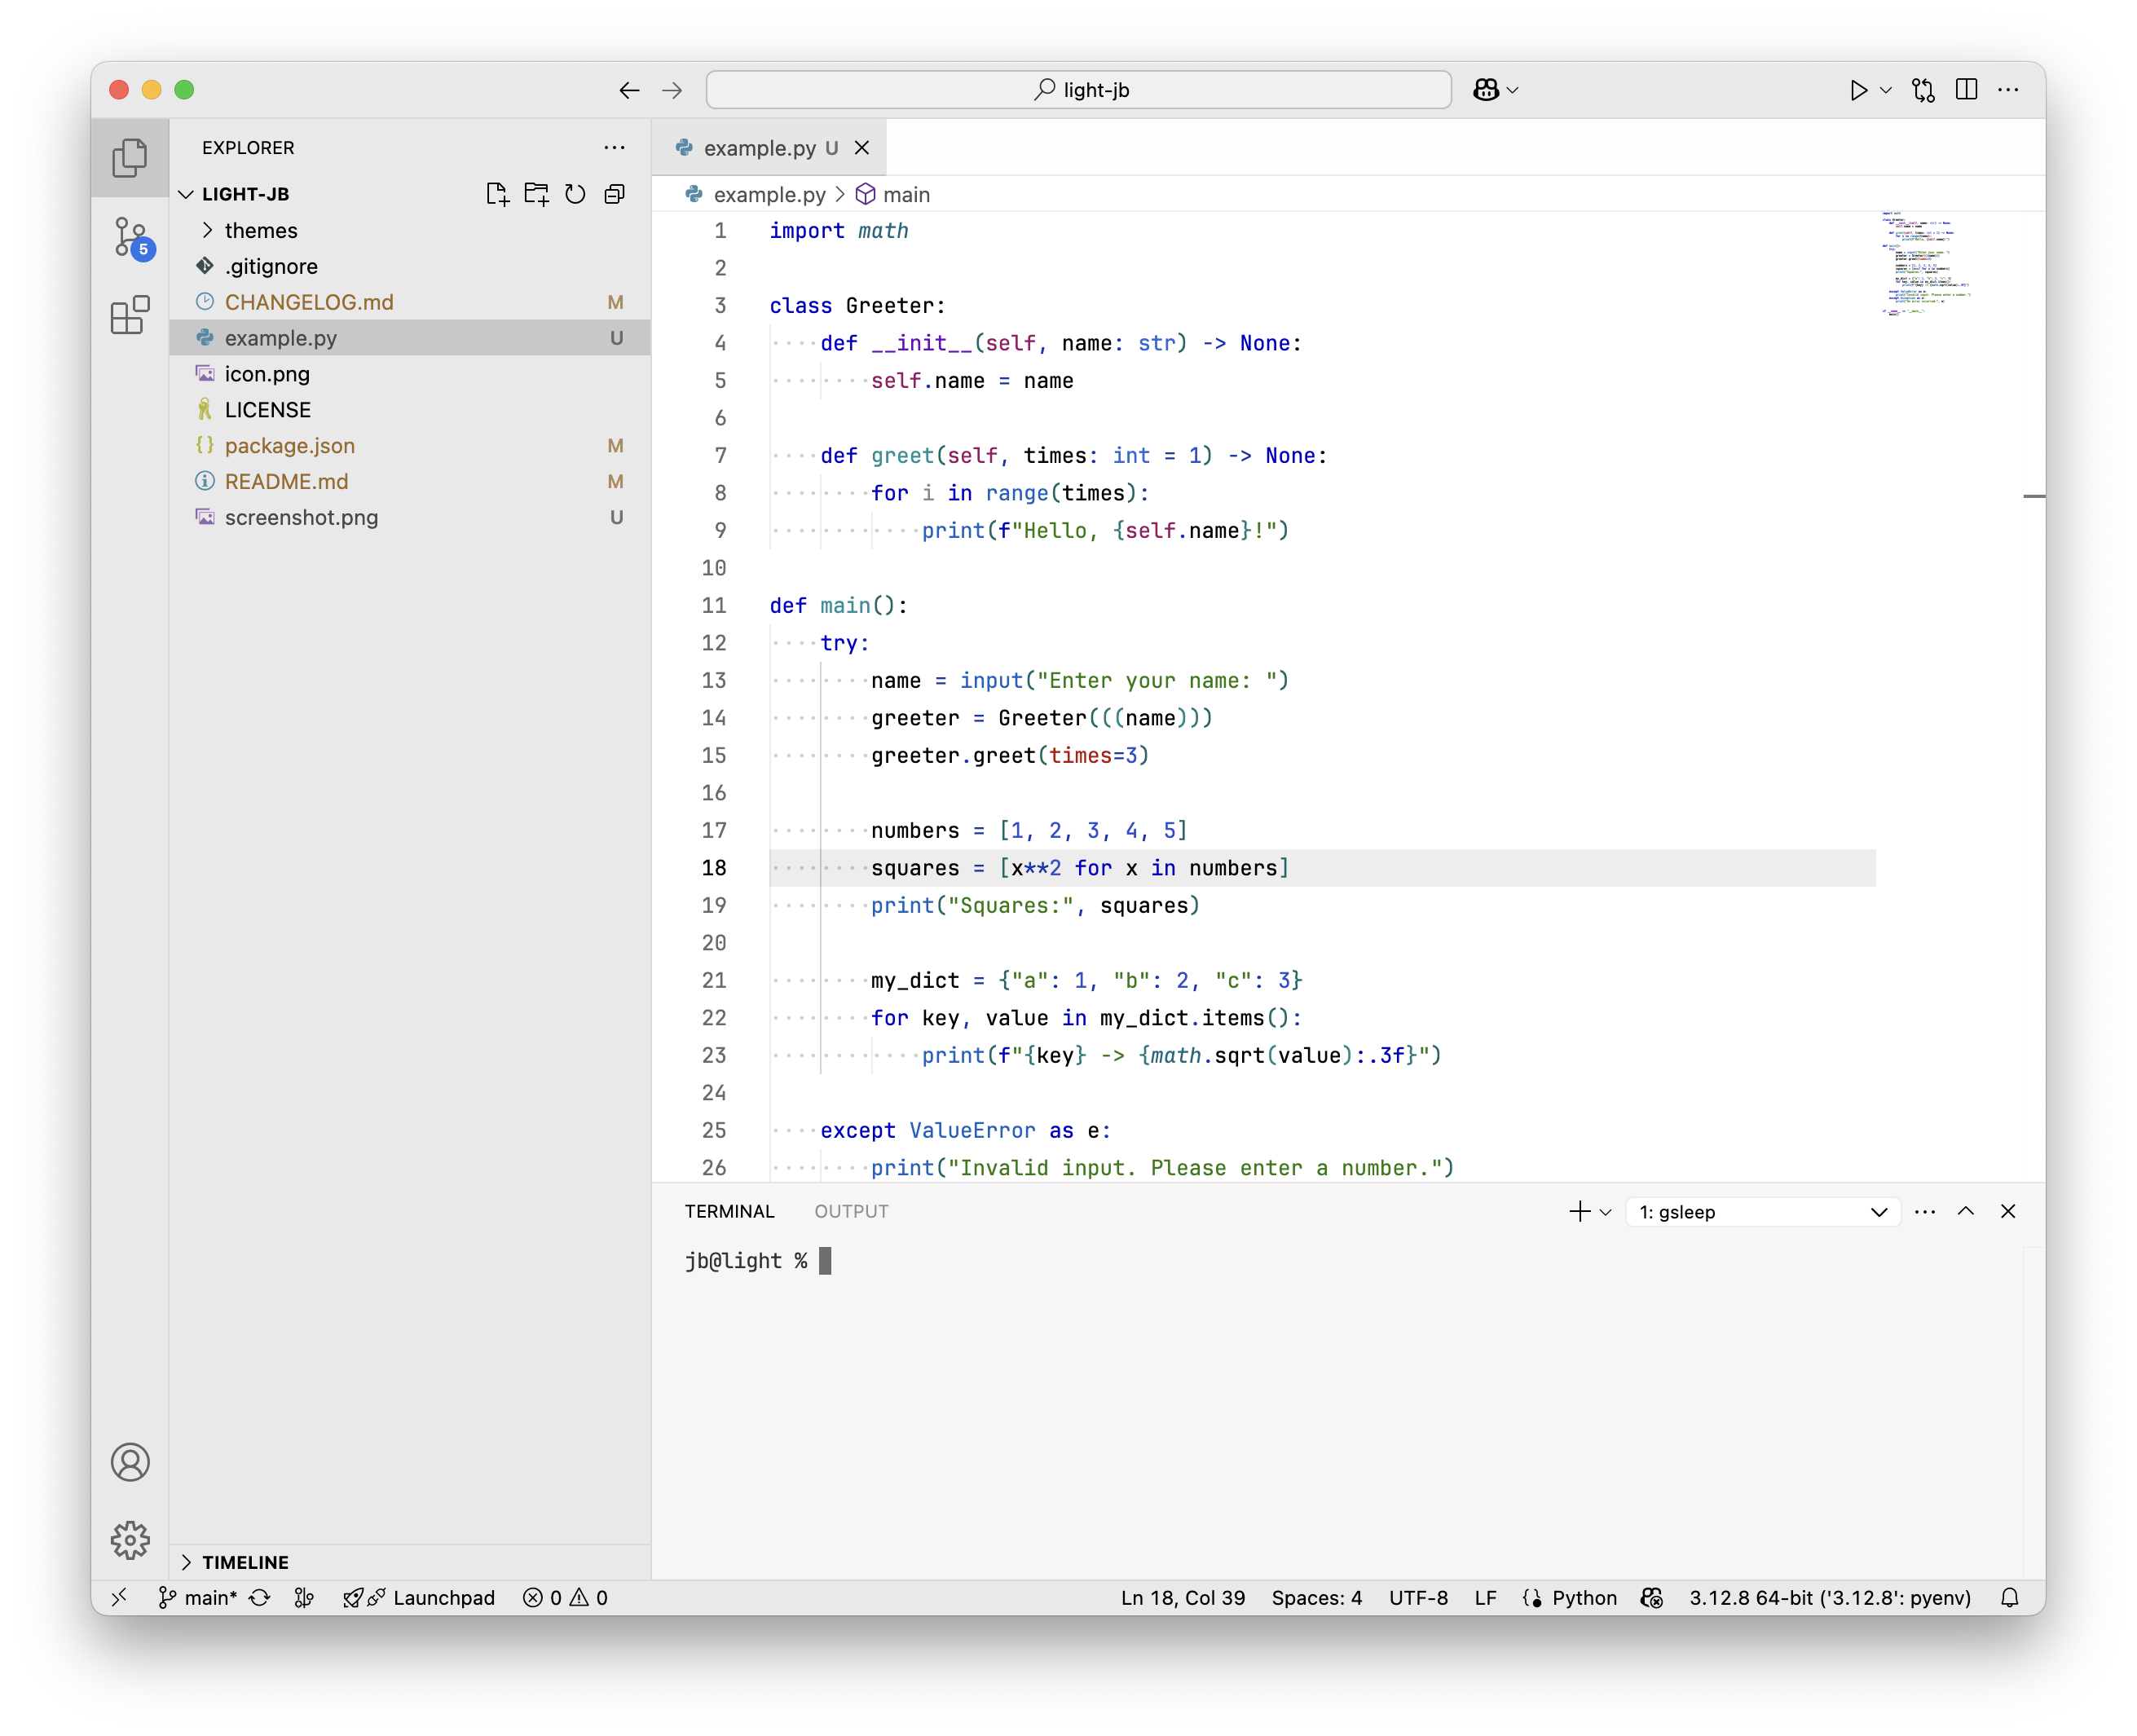 light-jb
EXPLORER
LIGHT-JB
themes
.gitignore
CHANGELOG.md M
example.py U
icon.png
LICENSE
package.json M
README.md M
screenshot.png U
5
TIMELINE
example.py U
example.py > main
1 import math
2
3 class Greeter:
4 ····def __init__(self, name: str) -> None:
5 ········self.name = name
6
7 ····def greet(self, times: int = 1) -> None:
8 ········for i in range(times):
9 ············print(f"Hello, {self.name}!")
10
11 def main():
12 ····try:
13 ········name = input("Enter your name: ")
14 ········greeter = Greeter(((name)))
15 ········greeter.greet(times=3)
16
17 ········numbers = [1, 2, 3, 4, 5]
18 ········squares = [x**2 for x in numbers]
19 ········print("Squares:", squares)
20
21 ········my_dict = {"a": 1, "b": 2, "c": 3}
22 ········for key, value in my_dict.items():
23 ············print(f"{key} -> {math.sqrt(value):.3f}")
24
25 ····except ValueError as e:
26 ········print("Invalid input. Please enter a number.")
TERMINAL OUTPUT 1: gsleep
jb@light %
main* Launchpad 0 0 Ln 18, Col 39 Spaces: 4 UTF-8 LF Python 3.12.8 64-bit ('3.12.8': pyenv)